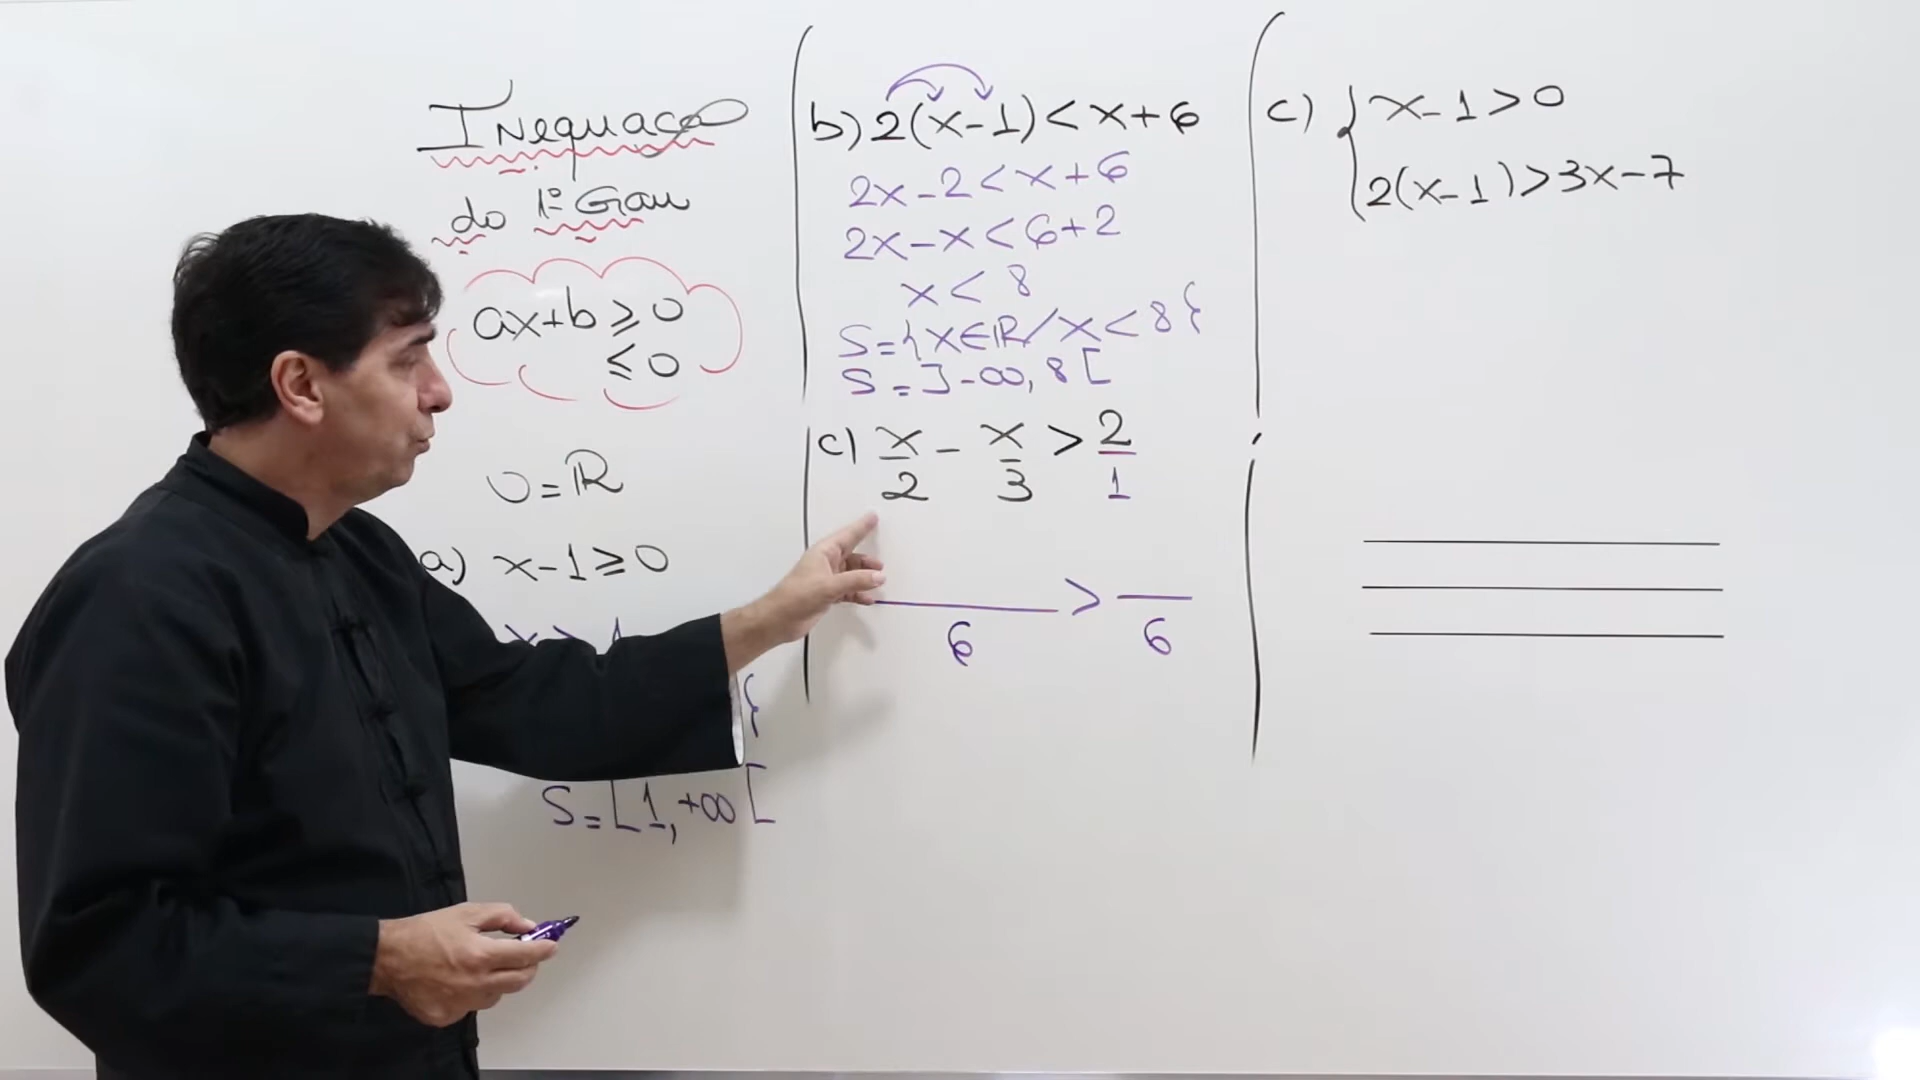 Inequação
do 1º Grau
ax+b ≥ 0
≤ 0
U = ℝ
a) x-1 ≥ 0
}
S = [1, +∞[
b) 2(x-1) < x+6
2x-2 < x+6
2x-x < 6+2
x < 8
S = {x∈ℝ/x < 8}
S = ]-∞, 8[
c) x/2 - x/3 > 2/1
/6 > /6
c) { x-1 > 0
2(x-1) > 3x-7